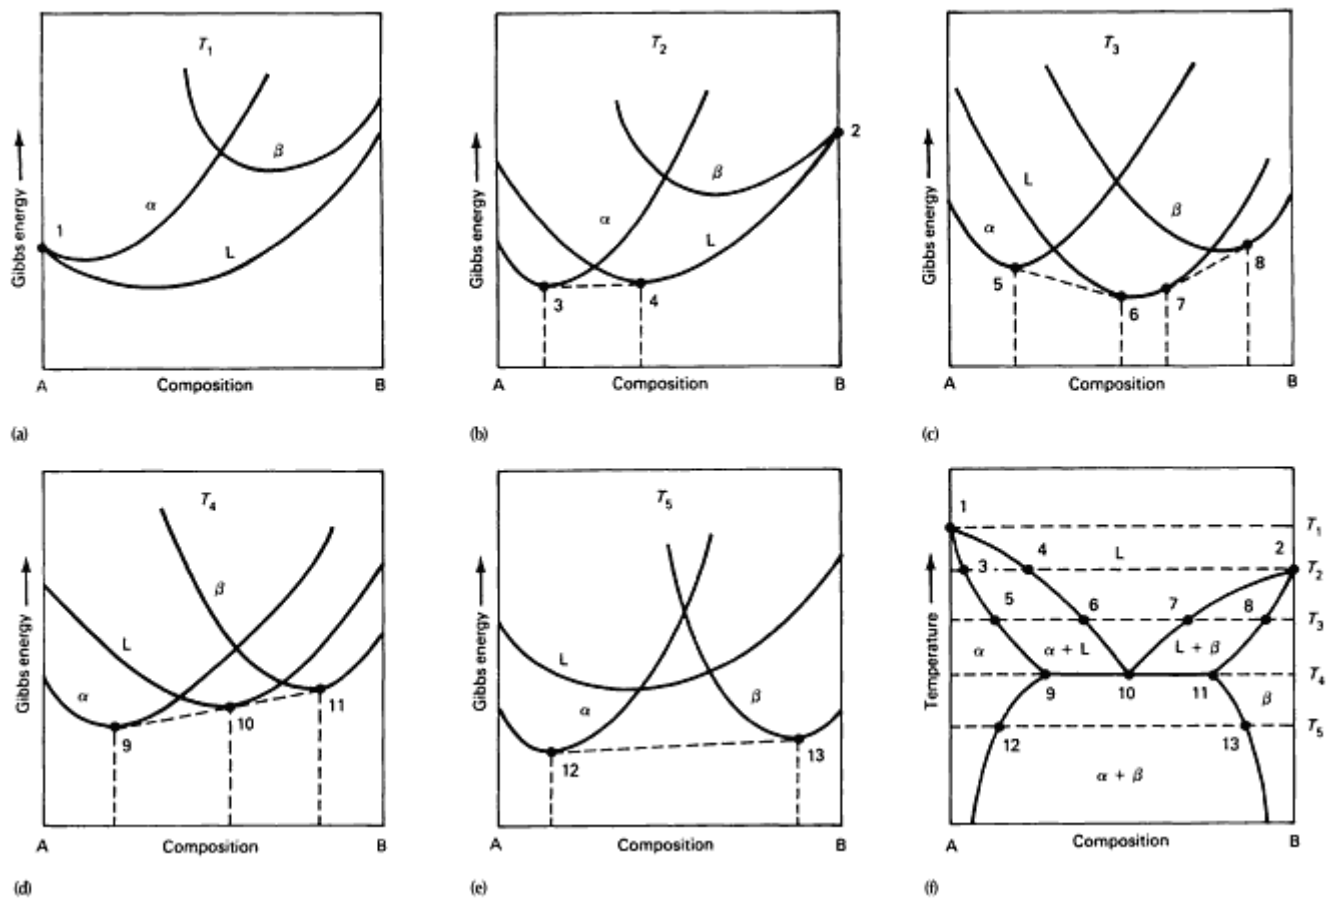 T1
Gibbs energy
1
α
β
L
A Composition B
(a)
T2
Gibbs energy
2
β
α
L
3
4
A Composition B
(b)
T3
Gibbs energy
L
β
α
5
6
7
8
A Composition B
(c)
T4
Gibbs energy
β
L
α
9
10
11
A Composition B
(d)
T5
Gibbs energy
L
α
β
12
13
A Composition B
(e)
Temperature
1
T1
4 L 2
3 T2
5 6 7 8
T3
α α + L L + β
T4
9 10 11 β
T5
12 13
α + β
A Composition B
(f)